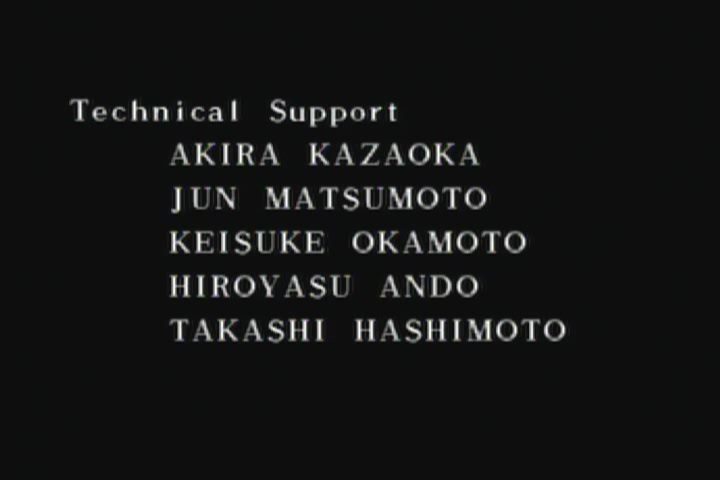 Technical Support
AKIRA KAZAOKA
JUN MATSUMOTO
KEISUKE OKAMOTO
HIROYASU ANDO
TAKASHI HASHIMOTO